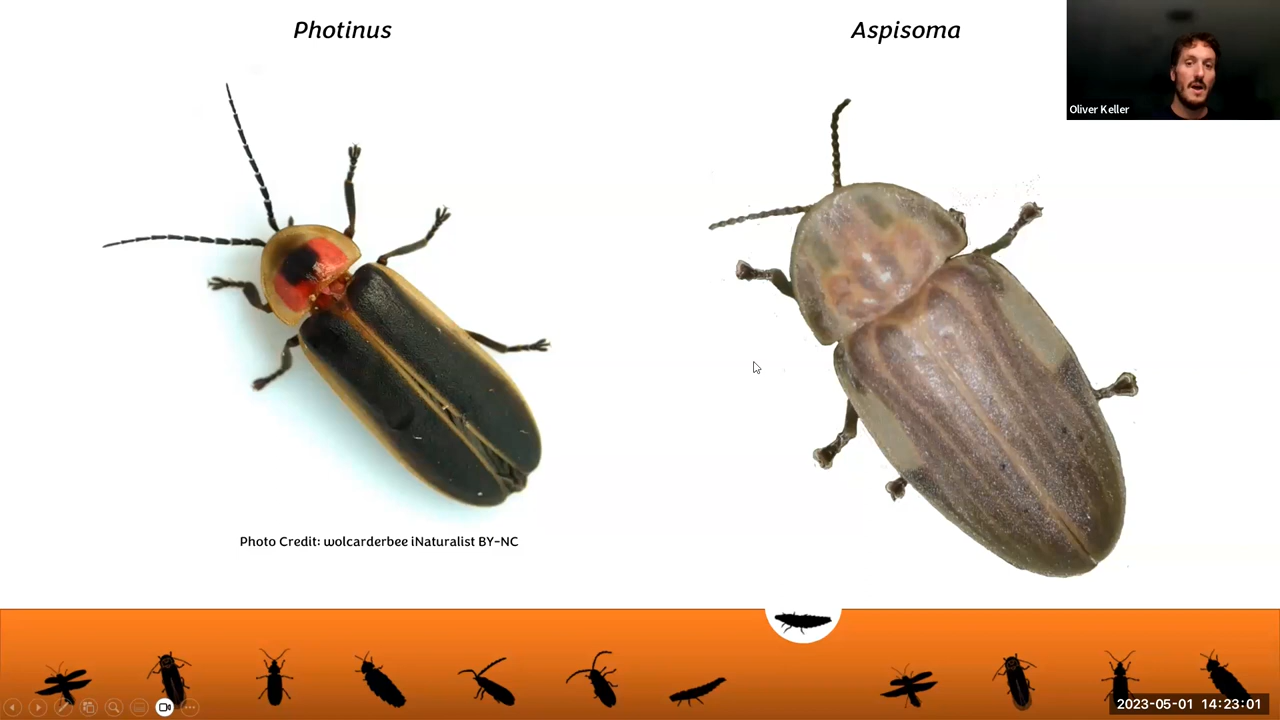 Photinus
Aspisoma
Oliver Keller
Photo Credit: wolcarderbee iNaturalist BY-NC
2023-05-01 14:23:01